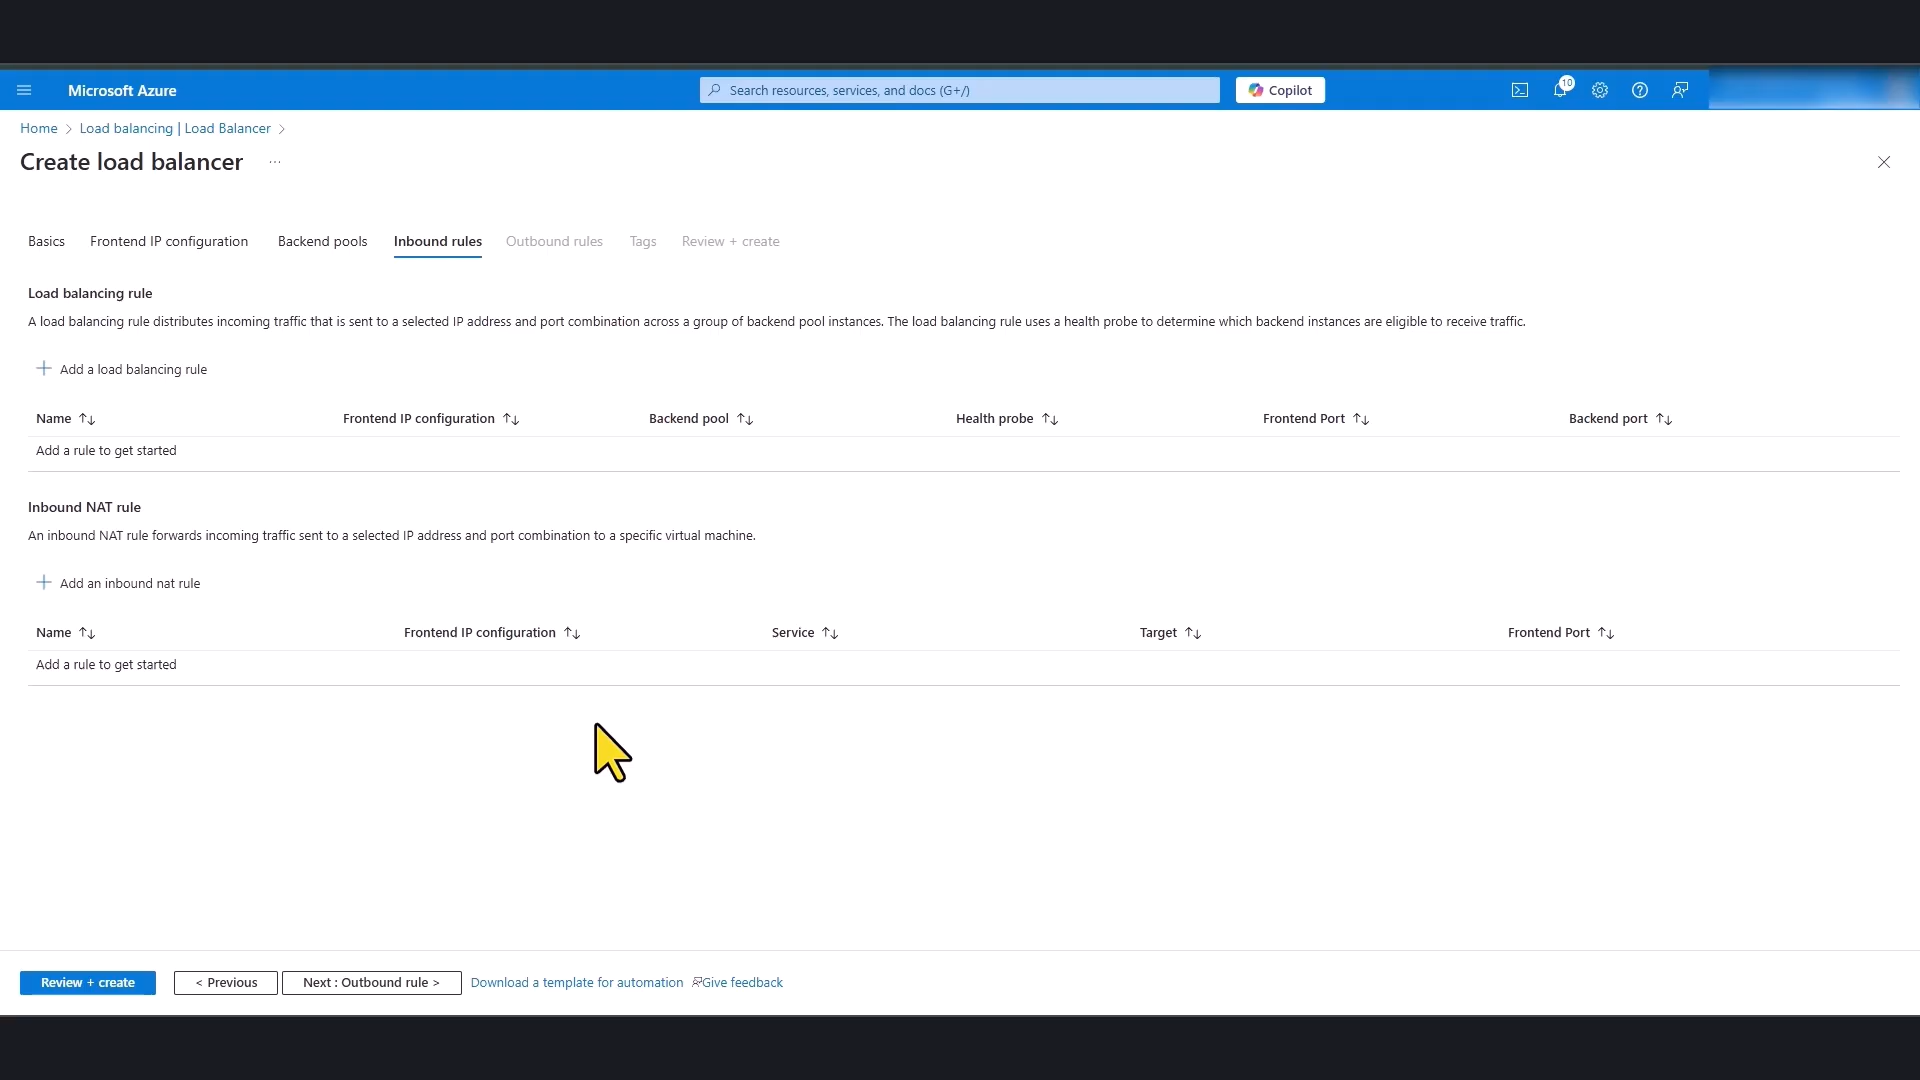 Microsoft Azure
Search resources, services, and docs (G+/)
Copilot
10
Home > Load balancing | Load Balancer >
Create load balancer ...
Basics Frontend IP configuration Backend pools Inbound rules Outbound rules Tags Review + create
Load balancing rule
A load balancing rule distributes incoming traffic that is sent to a selected IP address and port combination across a group of backend pool instances. The load balancing rule uses a health probe to determine which backend instances are eligible to receive traffic.
Add a load balancing rule
Name Frontend IP configuration Backend pool Health probe Frontend Port Backend port
Add a rule to get started
Inbound NAT rule
An inbound NAT rule forwards incoming traffic sent to a selected IP address and port combination to a specific virtual machine.
Add an inbound nat rule
Name Frontend IP configuration Service Target Frontend Port
Add a rule to get started
Review + create < Previous Next : Outbound rule > Download a template for automation Give feedback